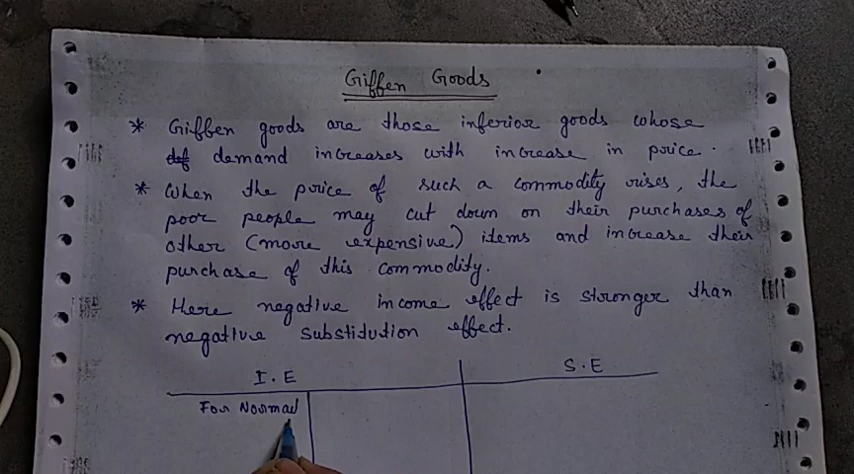 Giffen Goods
* Giffen goods are those inferior goods whose
demand increases with increase in price.
* When the price of such a commodity rises, the
poor people may cut down on their purchases of
other (more expensive) items and increase their
purchase of this commodity.
* Here negative income effect is stronger than
negative substitution effect.
I.E S.E
For Normal